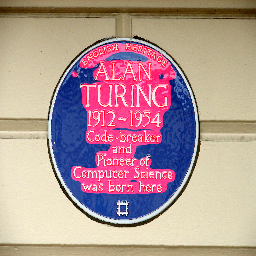 ENGLISH HERITAGE
ALAN
TURING
1912-1954
Code-breaker
and
Pioneer of
Computer Science
was born here